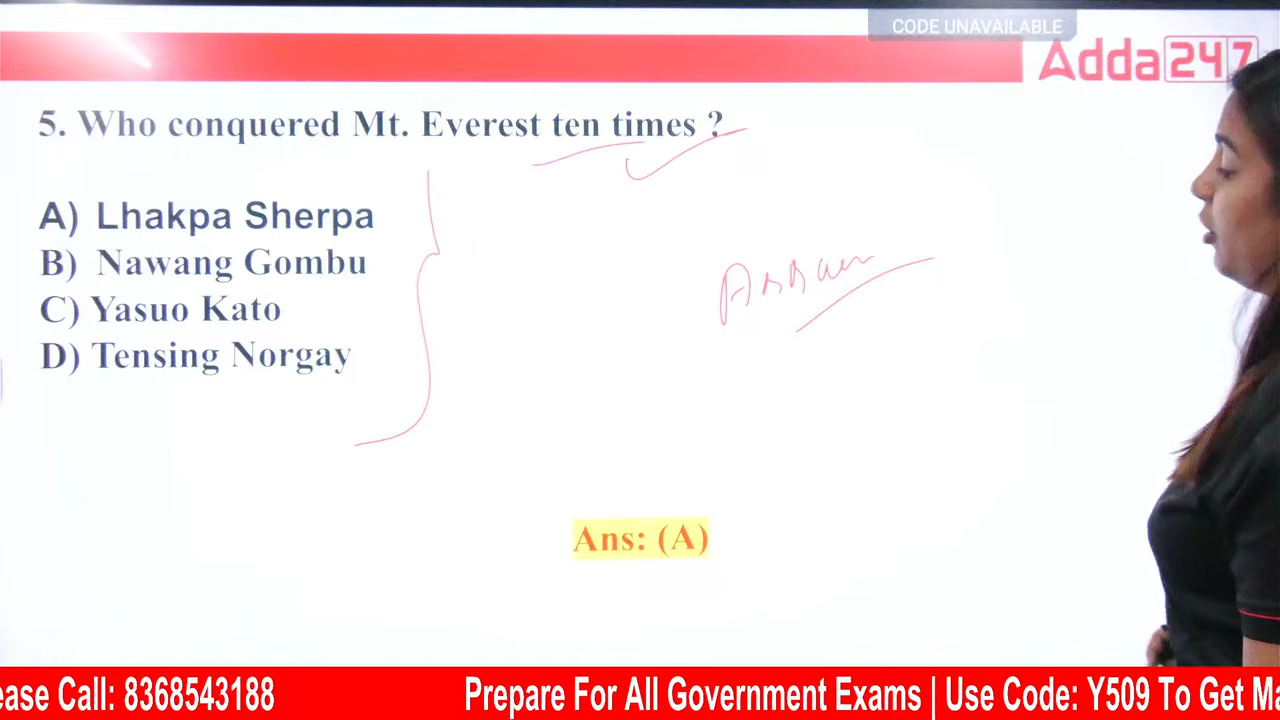 CODE UNAVAILABLE
Adda247
5. Who conquered Mt. Everest ten times ?
A) Lhakpa Sherpa
B) Nawang Gombu
C) Yasuo Kato
D) Tensing Norgay
Ans: (A)
ease Call: 8368543188 Prepare For All Government Exams | Use Code: Y509 To Get Ma